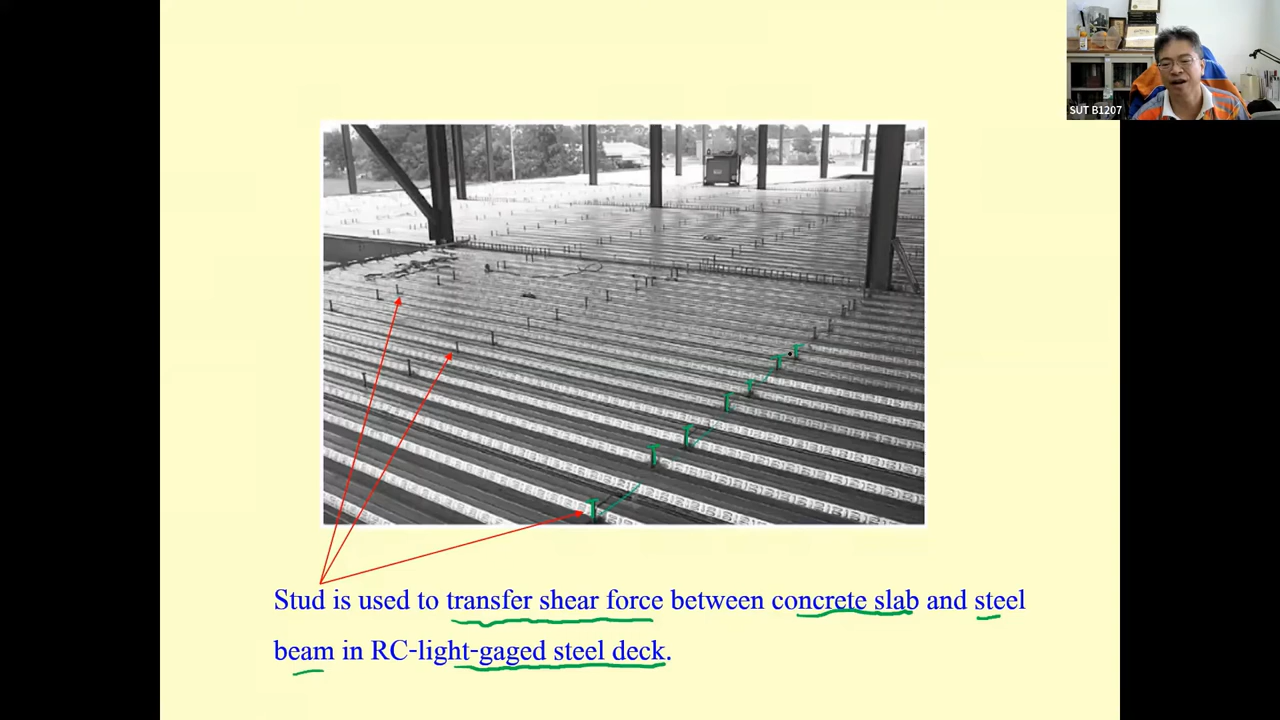 SUT B1207
Stud is used to transfer shear force between concrete slab and steel
beam in RC-light-gaged steel deck.